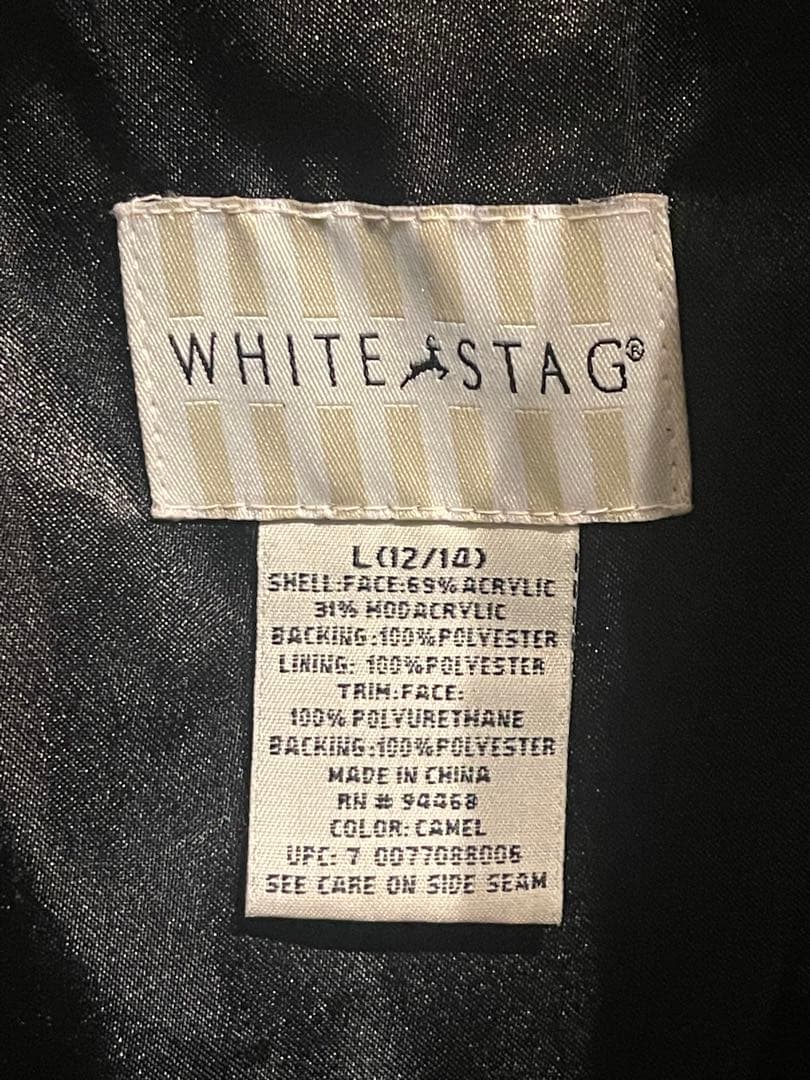 WHITE STAG®
L (12/14)
SHELL:FACE:69% ACRYLIC
31% MODACRYLIC
BACKING:100%POLYESTER
LINING: 100%POLYESTER
TRIM:FACE:
100% POLYURETHANE
BACKING:100%POLYESTER
MADE IN CHINA
RN # 94468
COLOR: CAMEL
UPC: 7 0077088006
SEE CARE ON SIDE SEAM